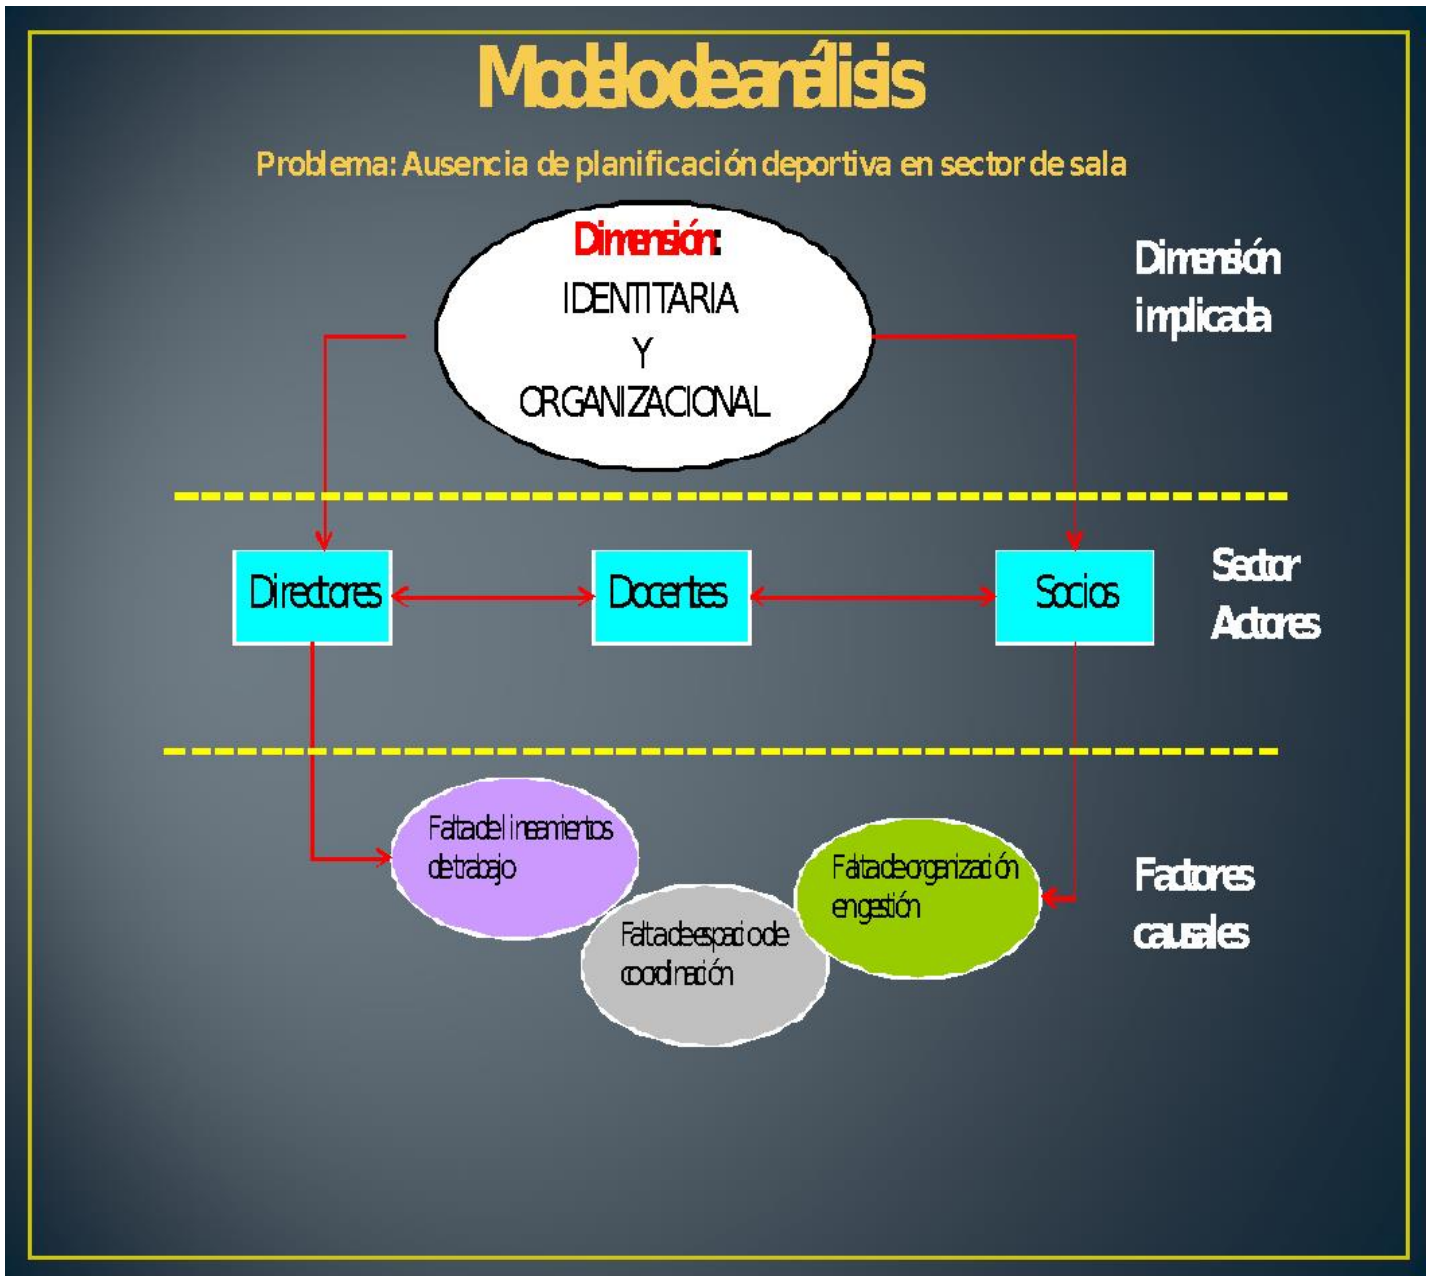 Modelo de análisis
Problema: Ausencia de planificación deportiva en sector de sala
Dimensión:
IDENTITARIA
Y
ORGANIZACIONAL
Dimensión
implicada
Directores
Docentes
Socios
Sector
Actores
Falta de lineamientos
de trabajo
Falta de espacio de
coordinación
Falta de organización
en gestión
Factores
causales